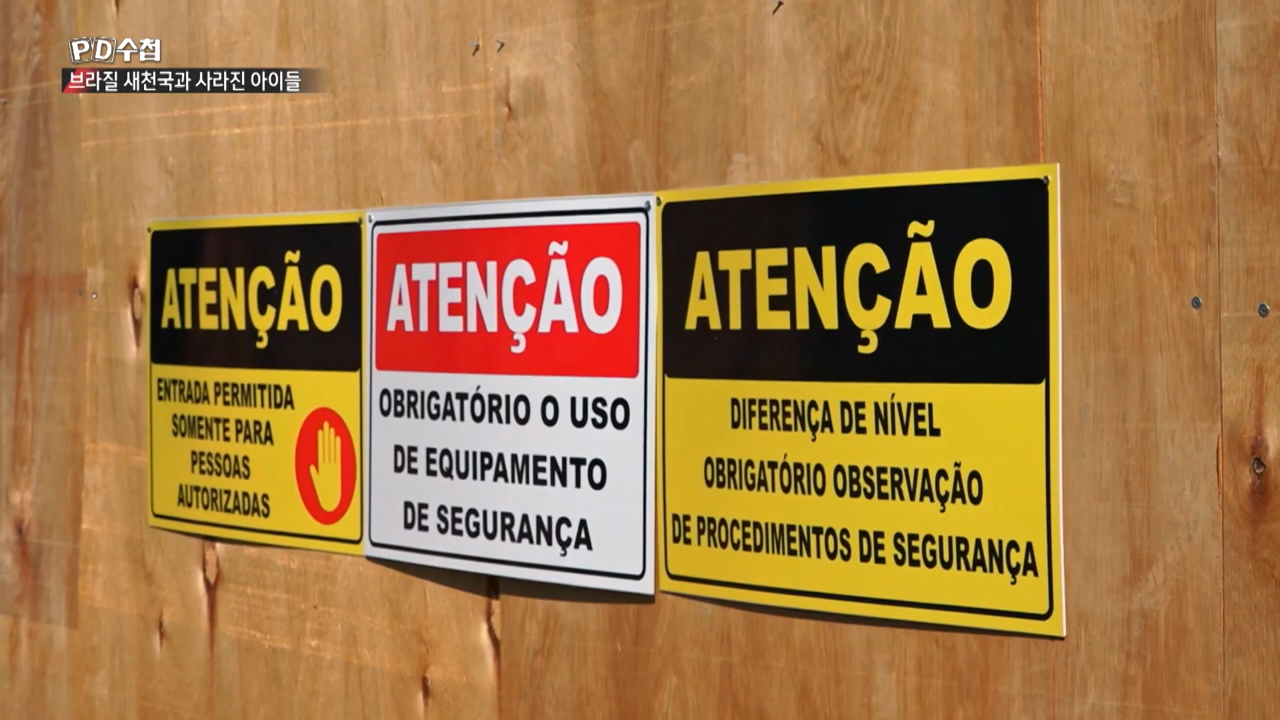 PD수첩
브라질 새천국과 사라진 아이들
ATENÇÃO
ENTRADA PERMITIDA
SOMENTE PARA
PESSOAS
AUTORIZADAS
ATENÇÃO
OBRIGATÓRIO O USO
DE EQUIPAMENTO
DE SEGURANÇA
ATENÇÃO
DIFERENÇA DE NÍVEL
OBRIGATÓRIO OBSERVAÇÃO
DE PROCEDIMENTOS DE SEGURANÇA